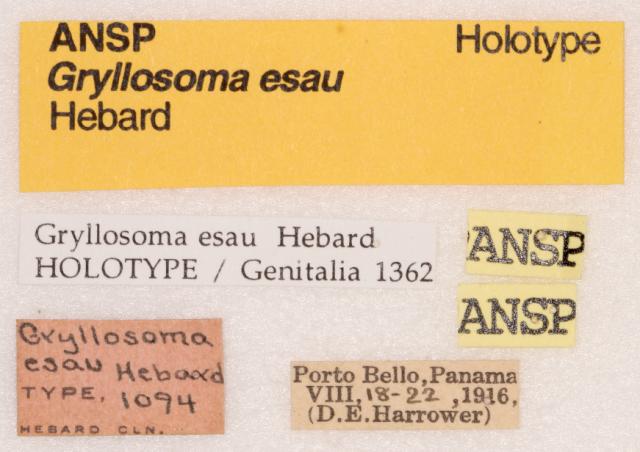 ANSP Holotype
Gryllosoma esau
Hebard
Gryllosoma esau Hebard
HOLOTYPE / Genitalia 1362
ANSP
ANSP
Gryllosoma
esau Hebard
TYPE. 1094
HEBARD CLN.
Porto Bello,Panama
VIII,18-22 ,1916,
(D.E.Harrower)